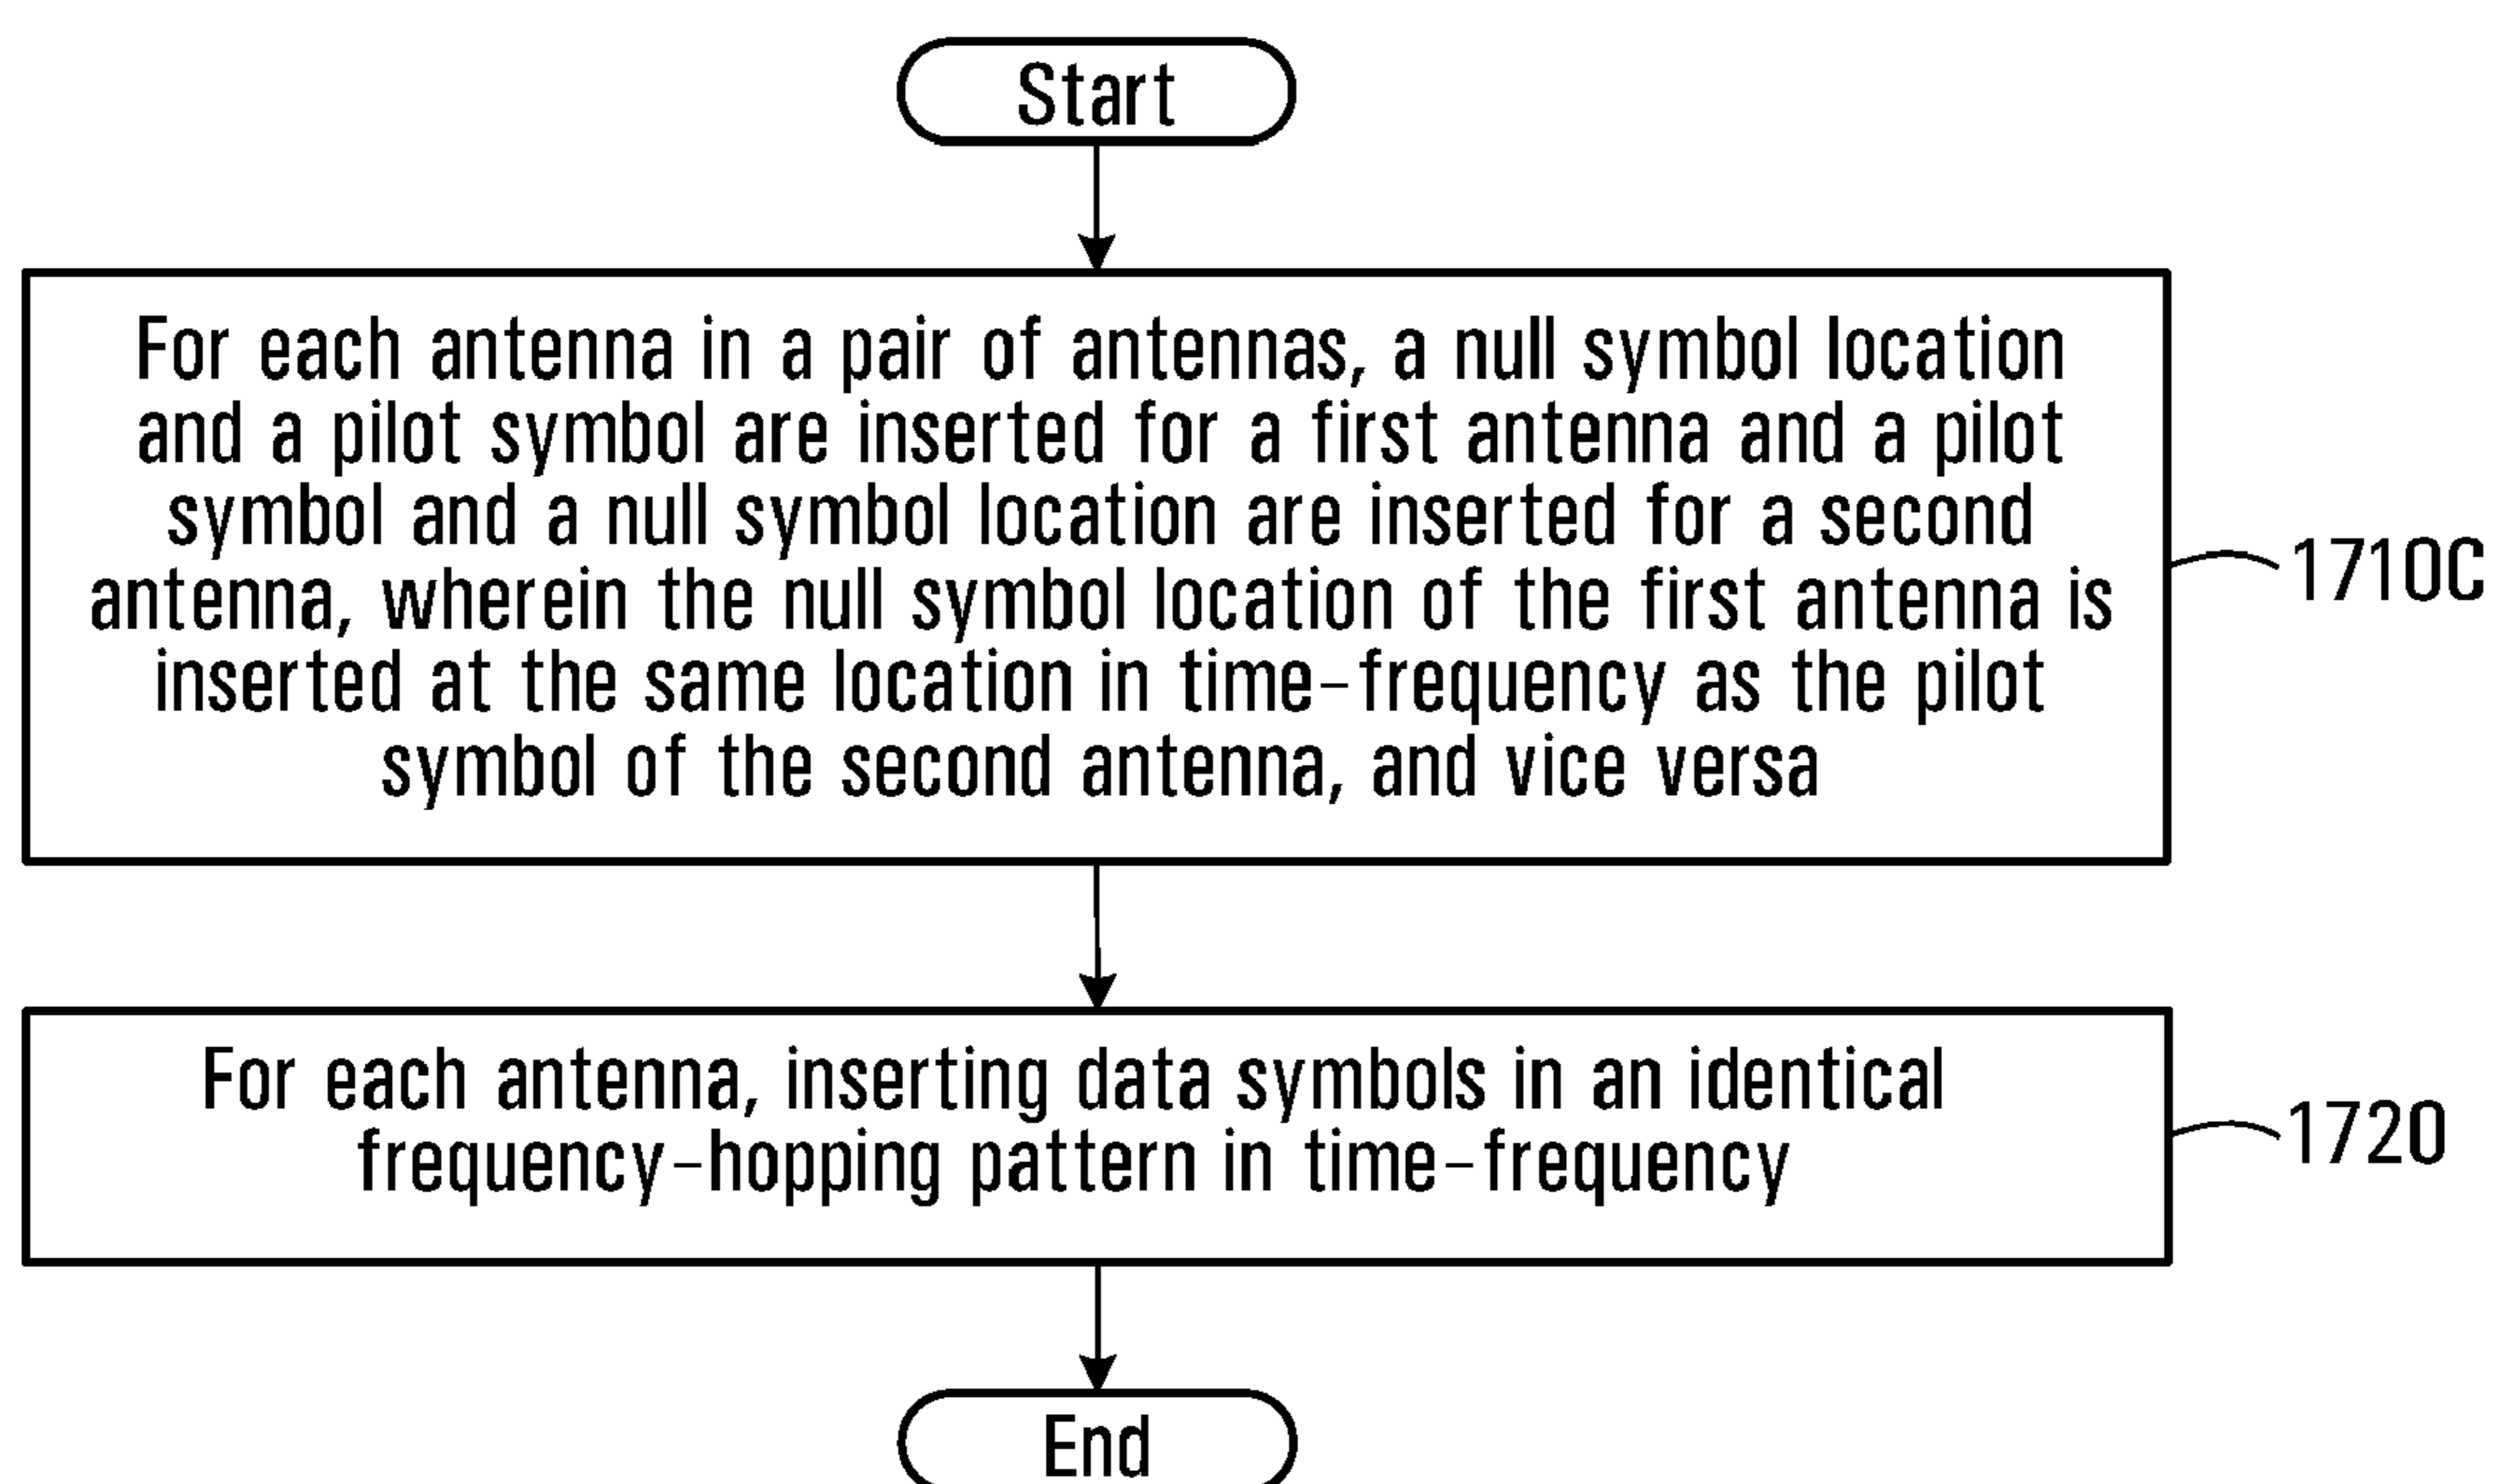 Start
For each antenna in a pair of antennas, a null symbol location
and a pilot symbol are inserted for a first antenna and a pilot
symbol and a null symbol location are inserted for a second
antenna, wherein the null symbol location of the first antenna is
inserted at the same location in time-frequency as the pilot
symbol of the second antenna, and vice versa
1710C
For each antenna, inserting data symbols in an identical
frequency-hopping pattern in time-frequency
1720
End